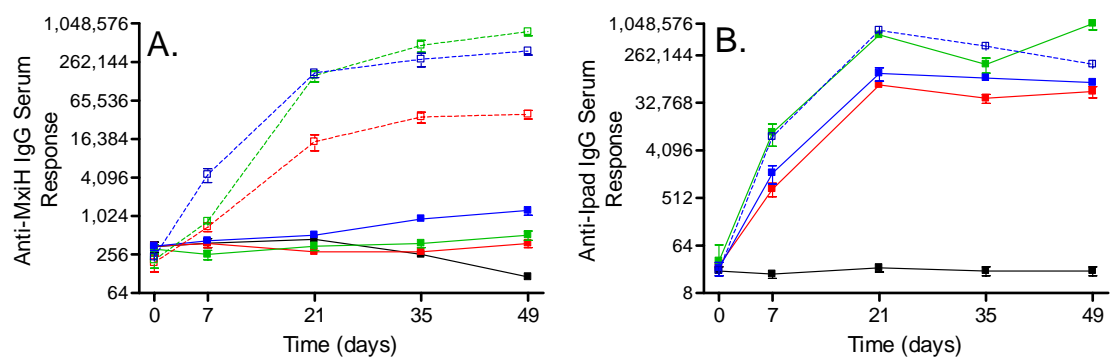 A.
Anti-MxiH IgG Serum
Response
1,048,576
262,144
65,536
16,384
4,096
1,024
256
64
0 7 21 35 49
Time (days)
B.
Anti-Ipad IgG Serum
Response
1,048,576
262,144
32,768
4,096
512
64
8
0 7 21 35 49
Time (days)